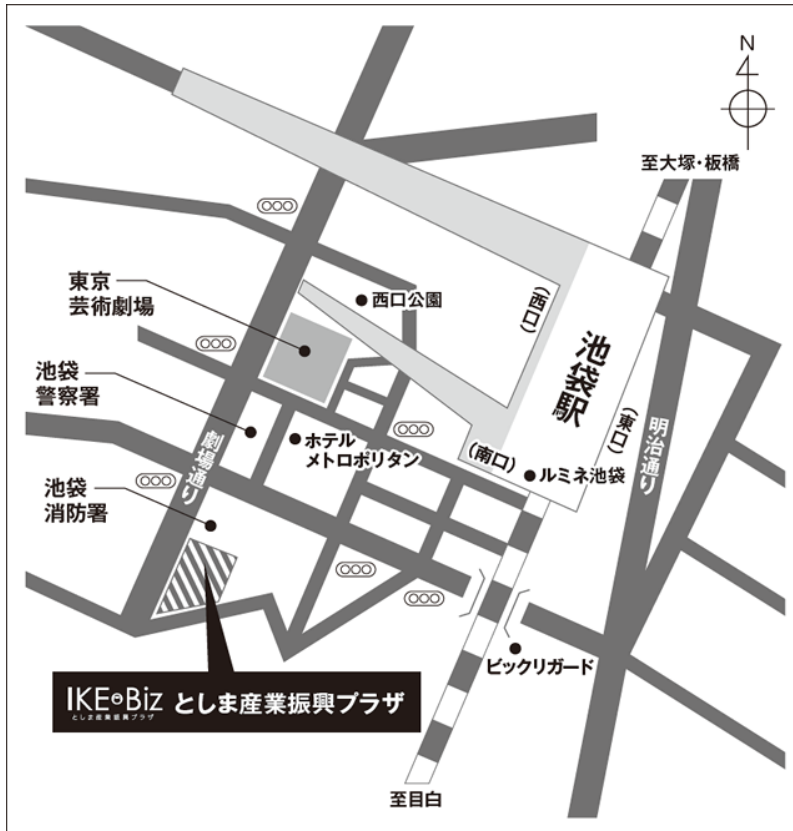 N
至大塚・板橋
東京
芸術劇場
西口公園
(西口)
池袋駅
(東口)
明治通り
池袋
警察署
ホテル
メトロポリタン
(南口)
ルミネ池袋
劇場通り
池袋
消防署
ビックリガード
IKE・Biz としま産業振興プラザ
としま産業振興プラザ
至目白